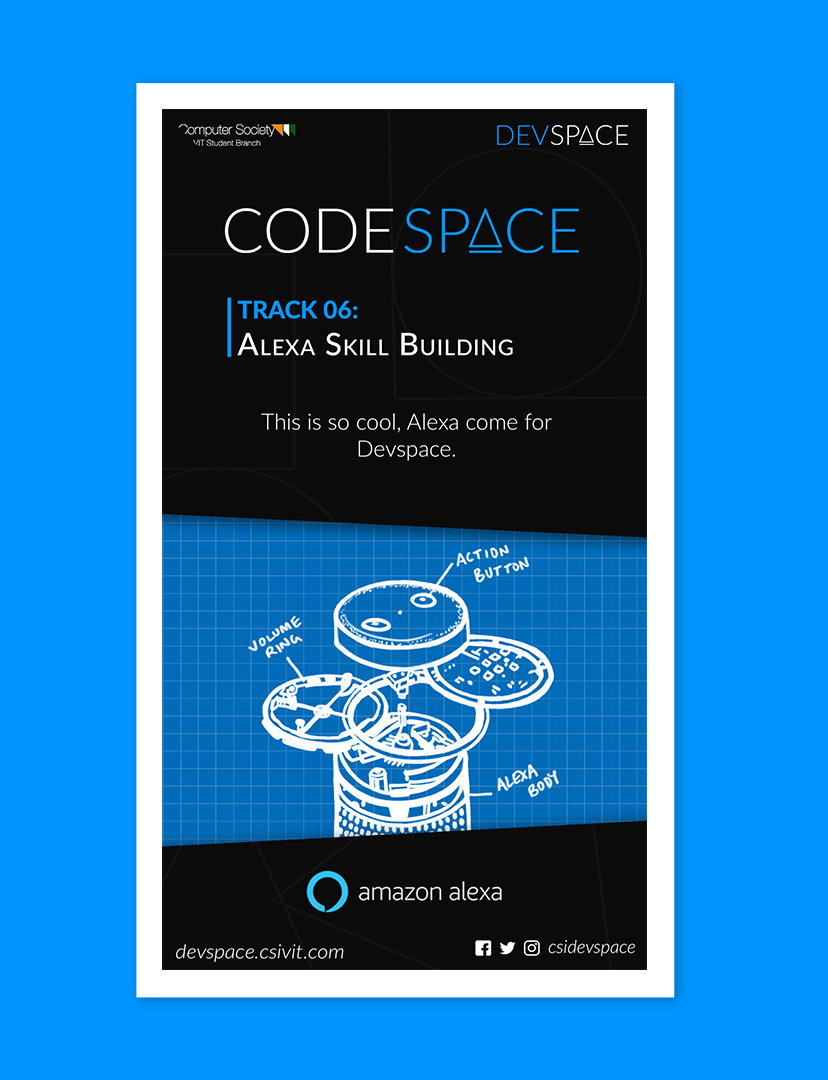 Computer Society
VIT Student Branch
DEVSPACE
CODESPACE
TRACK 06:
Alexa Skill Building
This is so cool, Alexa come for
Devspace.
ACTION
BUTTON
VOLUME
RING
ALEXA
BODY
amazon alexa
devspace.csivit.com
csidevspace